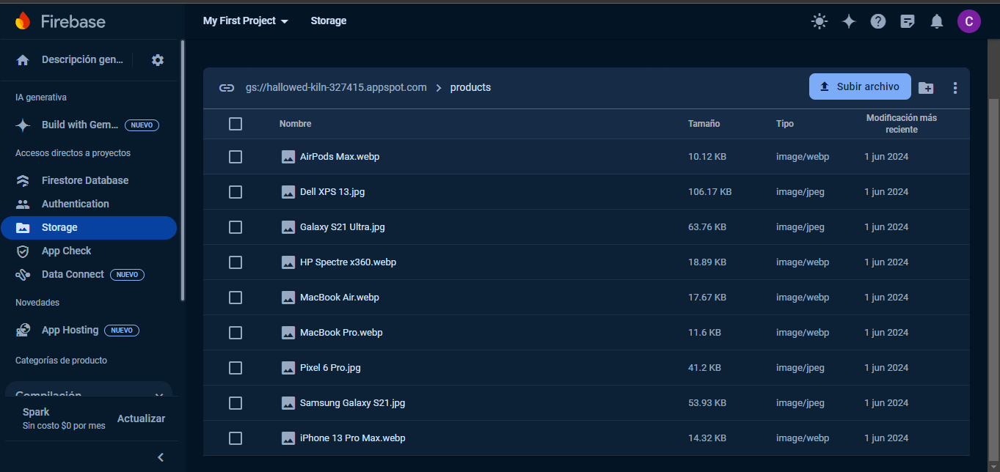 Firebase
My First Project
Storage
C
Descripción gen...
IA generativa
Build with Gem... NUEVO
Accesos directos a proyectos
Firestore Database
Authentication
Storage
App Check
Data Connect NUEVO
Novedades
App Hosting NUEVO
Categorías de producto
Compilación
Spark
Sin costo $0 por mes
Actualizar
gs://hallowed-kiln-327415.appspot.com > products
Subir archivo
Nombre Tamaño Tipo Modificación más
reciente
AirPods Max.webp 10.12 KB image/webp 1 jun 2024
Dell XPS 13.jpg 106.17 KB image/jpeg 1 jun 2024
Galaxy S21 Ultra.jpg 63.76 KB image/jpeg 1 jun 2024
HP Spectre x360.webp 18.89 KB image/webp 1 jun 2024
MacBook Air.webp 17.67 KB image/webp 1 jun 2024
MacBook Pro.webp 11.6 KB image/webp 1 jun 2024
Pixel 6 Pro.jpg 41.2 KB image/jpeg 1 jun 2024
Samsung Galaxy S21.jpg 53.93 KB image/jpeg 1 jun 2024
iPhone 13 Pro Max.webp 14.32 KB image/webp 1 jun 2024